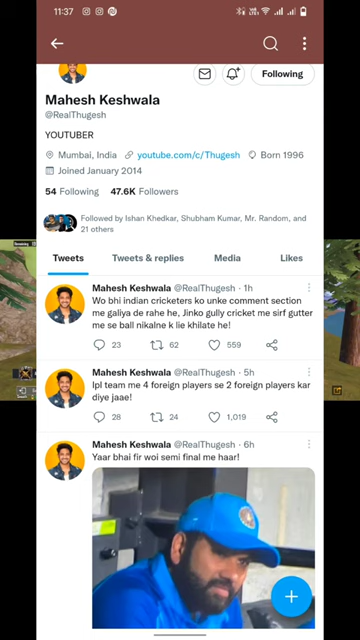 11:37
Following
Mahesh Keshwala
@RealThugesh
YOUTUBER
Mumbai, India youtube.com/c/Thugesh Born 1996
Joined January 2014
54 Following 47.6K Followers
Followed by Ishan Khedkar, Shubham Kumar, Mr. Random, and
21 others
Tweets Tweets & replies Media Likes
Mahesh Keshwala @RealThugesh · 1h
Wo bhi indian cricketers ko unke comment section
me galiya de rahe he, Jinko gully cricket me sirf gutter
me se ball nikalne k lie khilate he!
23 62 559
Mahesh Keshwala @RealThugesh · 5h
Ipl team me 4 foreign players se 2 foreign players kar
diye jaae!
28 24 1,019
Mahesh Keshwala @RealThugesh · 6h
Yaar bhai fir woi semi final me haar!